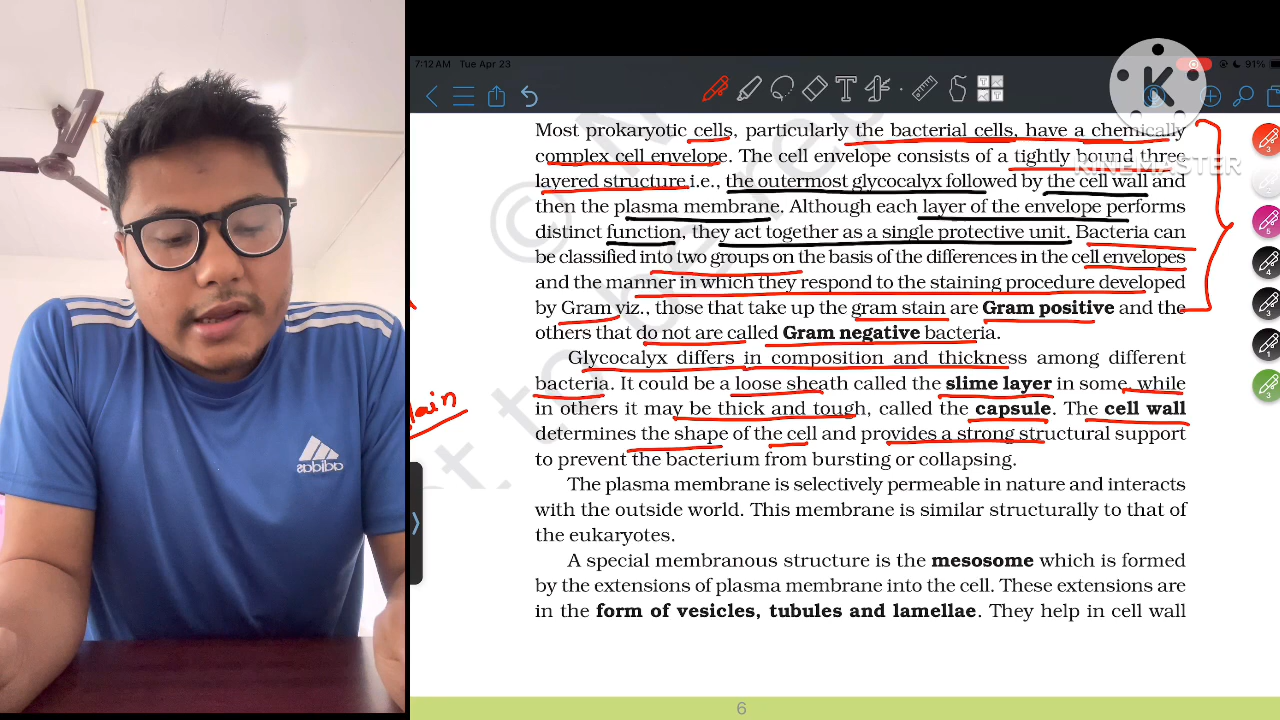 7:12 AM Tue Apr 23
91%
K
KINEMASTER
Most prokaryotic cells, particularly the bacterial cells, have a chemically
complex cell envelope. The cell envelope consists of a tightly bound three
layered structure i.e., the outermost glycocalyx followed by the cell wall and
then the plasma membrane. Although each layer of the envelope performs
distinct function, they act together as a single protective unit. Bacteria can
be classified into two groups on the basis of the differences in the cell envelopes
and the manner in which they respond to the staining procedure developed
by Gram viz., those that take up the gram stain are Gram positive and the
others that do not are called Gram negative bacteria.
Glycocalyx differs in composition and thickness among different
bacteria. It could be a loose sheath called the slime layer in some, while
in others it may be thick and tough, called the capsule. The cell wall
determines the shape of the cell and provides a strong structural support
to prevent the bacterium from bursting or collapsing.
The plasma membrane is selectively permeable in nature and interacts
with the outside world. This membrane is similar structurally to that of
the eukaryotes.
A special membranous structure is the mesosome which is formed
by the extensions of plasma membrane into the cell. These extensions are
in the form of vesicles, tubules and lamellae. They help in cell wall
6
adidas